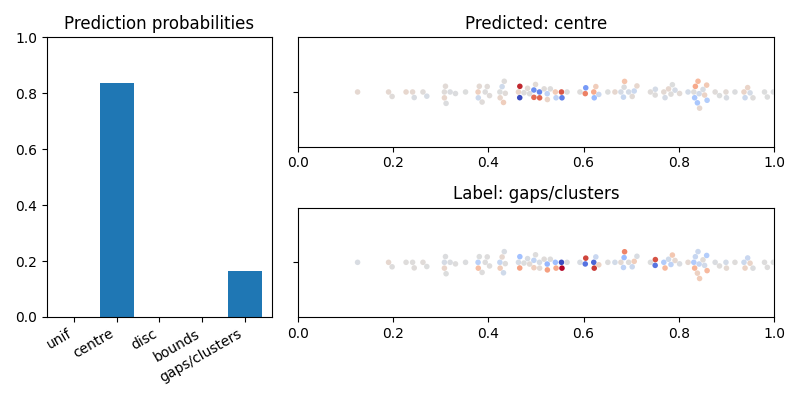 Prediction probabilities
1.0
0.8
0.6
0.4
0.2
0.0
unif
centre
disc
bounds
gaps/clusters
Predicted: centre
0.0 0.2 0.4 0.6 0.8 1.0
Label: gaps/clusters
0.0 0.2 0.4 0.6 0.8 1.0